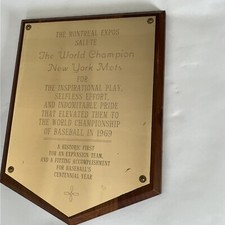 THE MONTREAL EXPOS
SALUTE
The World Champion
New York Mets
FOR
THE INSPIRATIONAL PLAY,
SELFLESS EFFORT,
AND INDOMITABLE PRIDE
THAT ELEVATED THEM TO
THE WORLD CHAMPIONSHIP
OF BASEBALL IN 1969
A HISTORIC FIRST
FOR AN EXPANSION TEAM,
AND A FITTING ACCOMPLISHMENT
FOR BASEBALL'S
CENTENNIAL YEAR